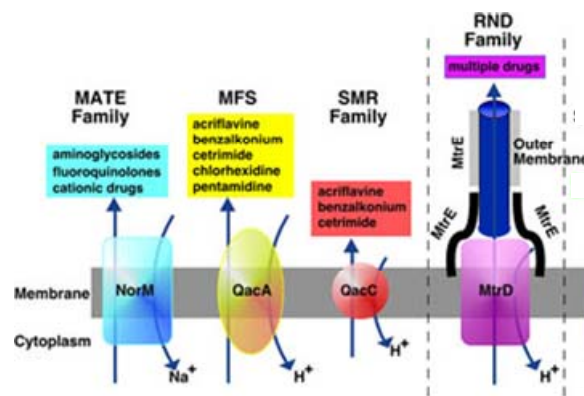 RND
Family
multiple drugs
MATE
Family
MFS
SMR
Family
aminoglycosides
fluoroquinolones
cationic drugs
acriflavine
benzalkonium
cetrimide
chlorhexidine
pentamidine
acriflavine
benzalkonium
cetrimide
MtrE
Outer
Membrane
MtrE
MtrE
Membrane
NorM
QacA
QacC
MtrD
Cytoplasm
Na+
H+
H+
H+